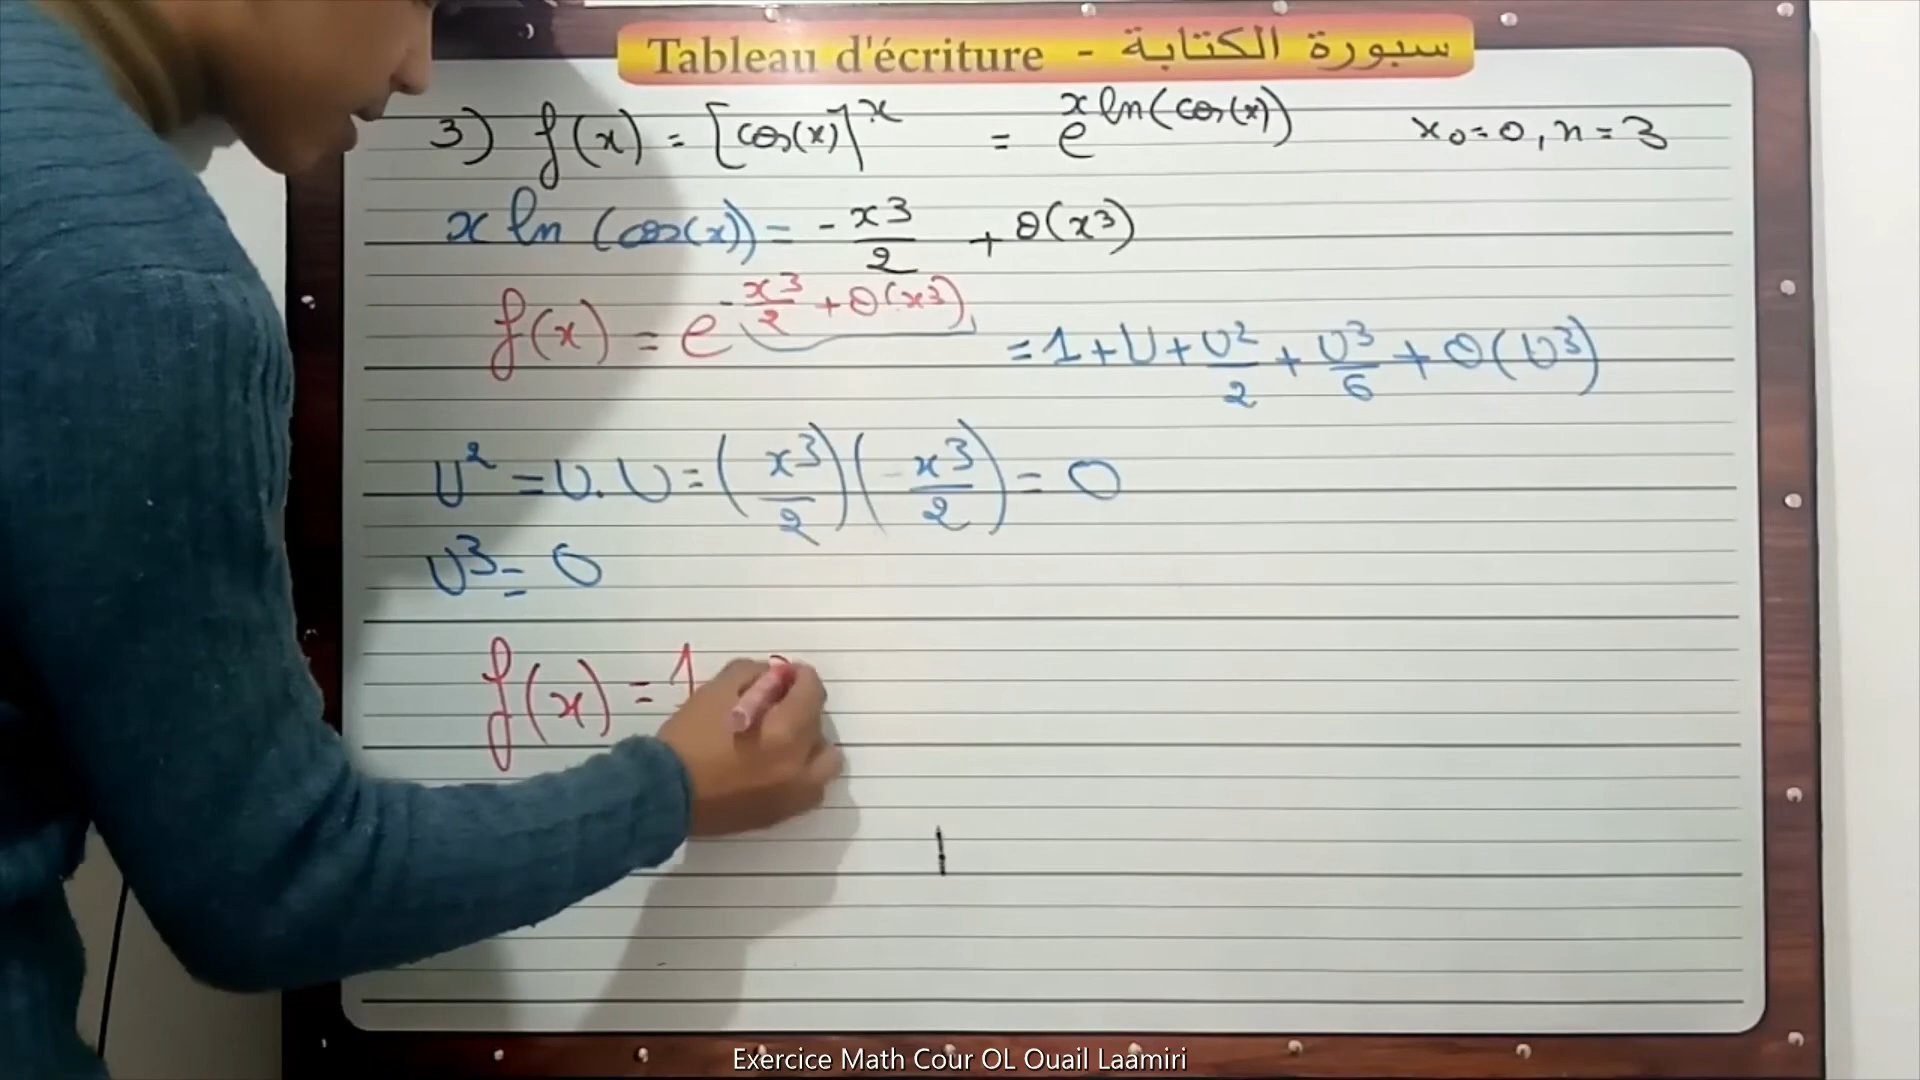 Tableau d'écriture - سبورة الكتابة
3) f(x) = [cos(x)]^x = e^{x ln(cos(x))} x₀=0, n=3
x ln (cos(x)) = -x³/2 + o(x³)
f(x) = e^{-x³/2 + o(x³)} = 1 + U + U²/2 + U³/6 + o(U³)
U² = U.U = (x³/2)(-x³/2) = 0
U³ = 0
f(x) = 1
Exercice Math Cour OL Ouail Laamiri